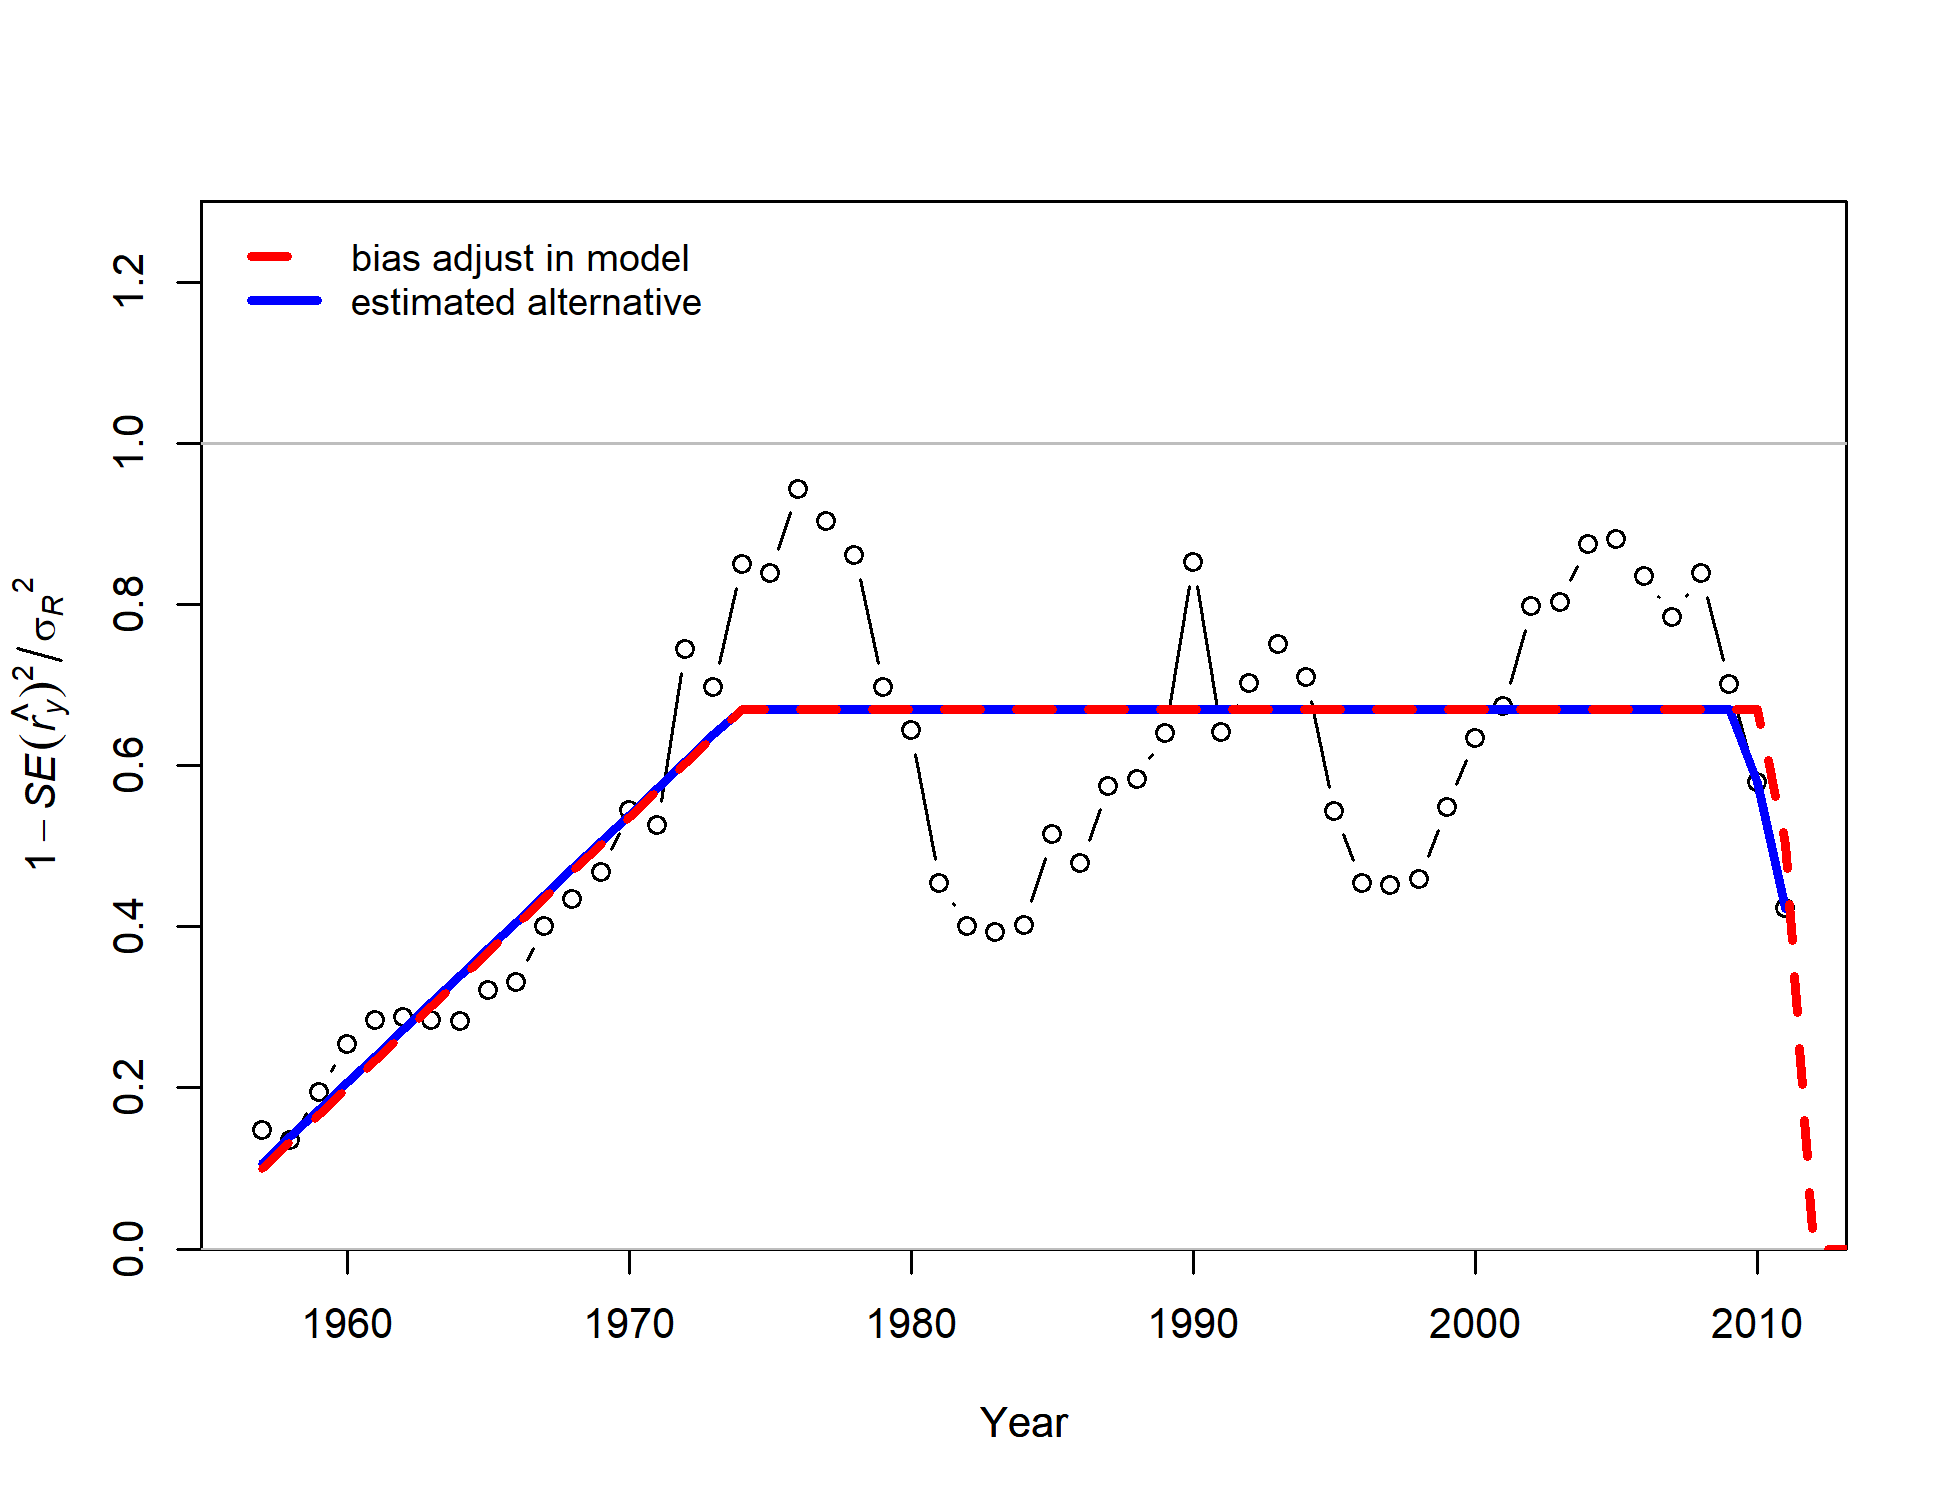 bias adjust in model
estimated alternative
1.2
1.0
0.8
0.6
0.4
0.2
0.0
1 − SE(r̂y)² / σR²
1960 1970 1980 1990 2000 2010
Year